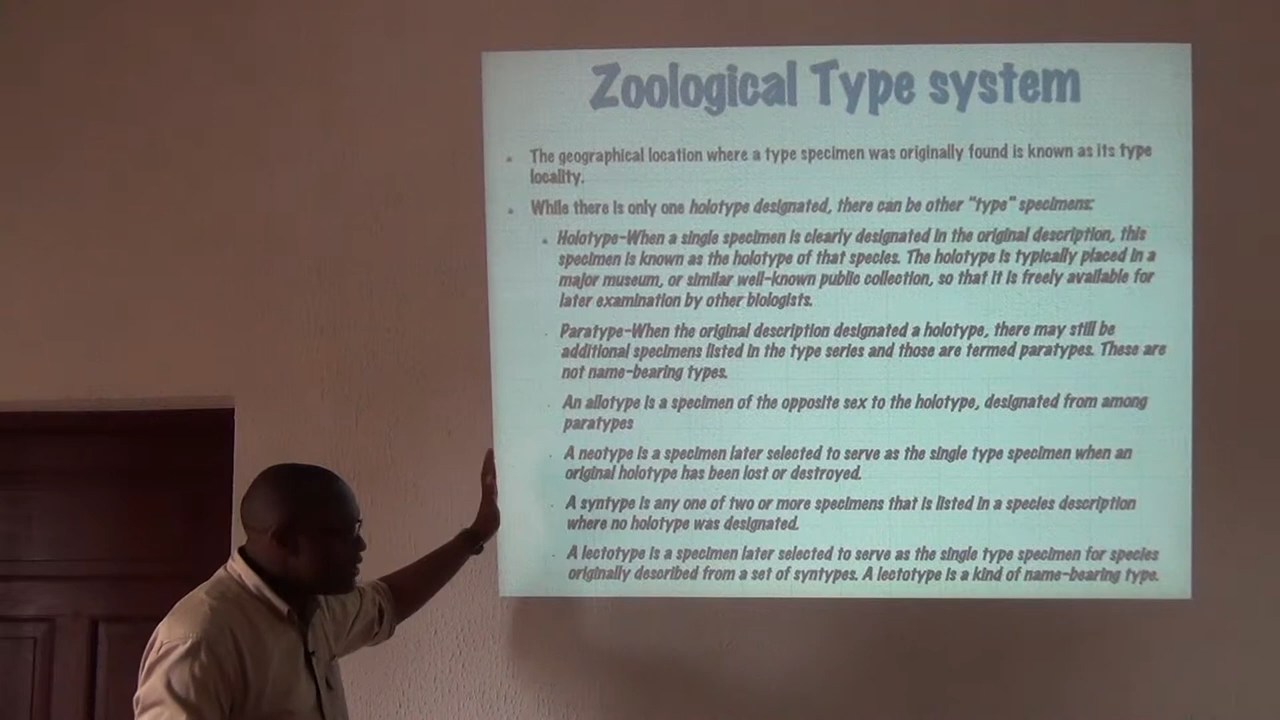 Zoological Type system
The geographical location where a type specimen was originally found is known as its type
locality.
While there is only one holotype designated, there can be other "type" specimens:
Holotype-When a single specimen is clearly designated in the original description, this
specimen is known as the holotype of that species. The holotype is typically placed in a
major museum, or similar well-known public collection, so that it is freely available for
later examination by other biologists.
Paratype-When the original description designated a holotype, there may still be
additional specimens listed in the type series and those are termed paratypes. These are
not name-bearing types.
An allotype is a specimen of the opposite sex to the holotype, designated from among
paratypes
A neotype is a specimen later selected to serve as the single type specimen when an
original holotype has been lost or destroyed.
A syntype is any one of two or more specimens that is listed in a species description
where no holotype was designated.
A lectotype is a specimen later selected to serve as the single type specimen for species
originally described from a set of syntypes. A lectotype is a kind of name-bearing type.